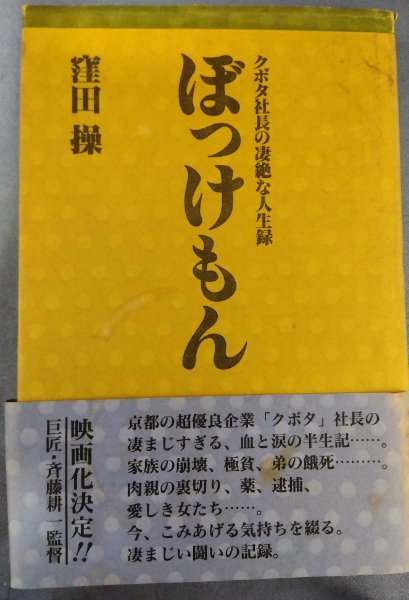 クボタ社長の凄絶な人生録
ぼっけもん
窪田 操
京都の超優良企業「クボタ」社長の
凄まじすぎる、血と涙の半生記……。
家族の崩壊、極貧、弟の餓死………。
肉親の裏切り、薬、逮捕、
愛しき女たち……。
今、こみあげる気持ちを綴る。
凄まじい闘いの記録。
映画化決定!!
巨匠・斉藤耕一監督